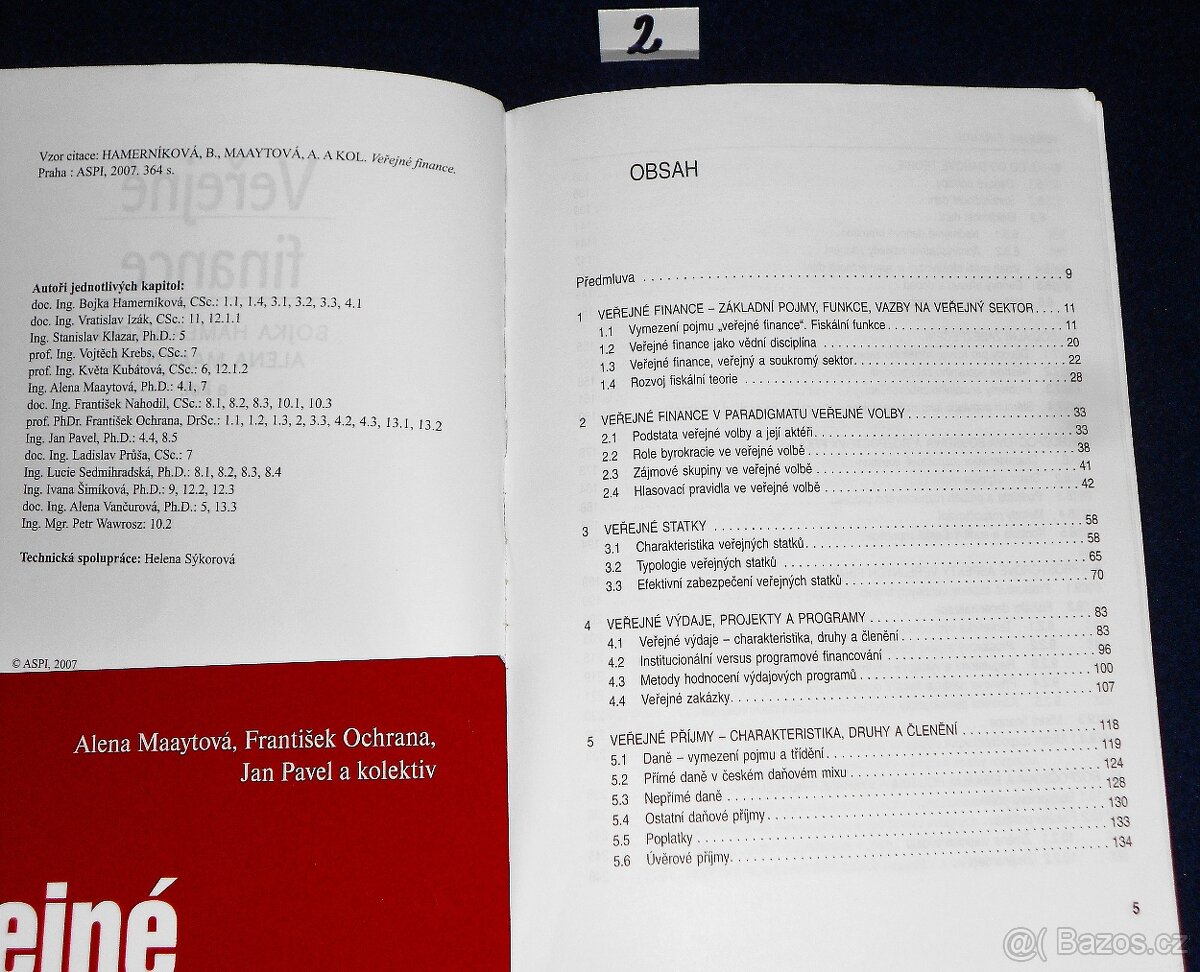 2
Vzor citace: HAMERNÍKOVÁ, B., MAAYTOVÁ, A. A KOL. Veřejné finance.
Praha : ASPI, 2007. 364 s.
Autoři jednotlivých kapitol:
doc. Ing. Bojka Hamerníková, CSc.: 1.1, 1.4, 3.1, 3.2, 3.3, 4.1
doc. Ing. Vratislav Izák, CSc.: 11, 12.1.1
Ing. Stanislav Klazar, Ph.D.: 5
prof. Ing. Vojtěch Krebs, CSc.: 7
prof. Ing. Květa Kubátová, CSc.: 6, 12.1.2
Ing. Alena Maaytová, Ph.D.: 4.1, 7
doc. Ing. František Nahodil, CSc.: 8.1, 8.2, 8.3, 10.1, 10.3
prof. PhDr. František Ochrana, DrSc.: 1.1, 1.2, 1.3, 2, 3.3, 4.2, 4.3, 13.1, 13.2
Ing. Jan Pavel, Ph.D.: 4.4, 8.5
doc. Ing. Ladislav Průša, CSc.: 7
Ing. Lucie Sedmihradská, Ph.D.: 8.1, 8.2, 8.3, 8.4
Ing. Ivana Šimíková, Ph.D.: 9, 12.2, 12.3
doc. Ing. Alena Vančurová, Ph.D.: 5, 13.3
Ing. Mgr. Petr Wawrosz: 10.2
Technická spolupráce: Helena Sýkorová
© ASPI, 2007
Alena Maaytová, František Ochrana,
Jan Pavel a kolektiv
ejné
OBSAH
Předmluva . . . . . . . . . . 9
1 VEŘEJNÉ FINANCE – ZÁKLADNÍ POJMY, FUNKCE, VAZBY NA VEŘEJNÝ SEKTOR. . . . 11
1.1 Vymezení pojmu „veřejné finance“. Fiskální funkce . . . . . . . . . . 11
1.2 Veřejné finance jako vědní disciplína . . . . . . . . . . 20
1.3 Veřejné finance, veřejný a soukromý sektor. . . . . . . . . . 22
1.4 Rozvoj fiskální teorie . . . . . . . . . . 28
2 VEŘEJNÉ FINANCE V PARADIGMATU VEŘEJNÉ VOLBY . . . . . . . . . . 33
2.1 Podstata veřejné volby a její aktéři. . . . . . . . . . 33
2.2 Role byrokracie ve veřejné volbě . . . . . . . . . . 38
2.3 Zájmové skupiny ve veřejné volbě . . . . . . . . . . 41
2.4 Hlasovací pravidla ve veřejné volbě . . . . . . . . . . 42
3 VEŘEJNÉ STATKY . . . . . . . . . . 58
3.1 Charakteristika veřejných statků. . . . . . . . . . 58
3.2 Typologie veřejných statků . . . . . . . . . . 65
3.3 Efektivní zabezpečení veřejných statků . . . . . . . . . . 70
4 VEŘEJNÉ VÝDAJE, PROJEKTY A PROGRAMY . . . . . . . . . . 83
4.1 Veřejné výdaje – charakteristika, druhy a členění . . . . . . . . . . 83
4.2 Institucionální versus programové financování . . . . . . . . . . 96
4.3 Metody hodnocení výdajových programů . . . . . . . . . . 100
4.4 Veřejné zakázky. . . . . . . . . . 107
5 VEŘEJNÉ PŘÍJMY – CHARAKTERISTIKA, DRUHY A ČLENĚNÍ . . . . . . . . . . 118
5.1 Daně – vymezení pojmu a třídění. . . . . . . . . . 119
5.2 Přímé daně v českém daňovém mixu . . . . . . . . . . 124
5.3 Nepřímé daně . . . . . . . . . . 128
5.4 Ostatní daňové příjmy. . . . . . . . . . 130
5.5 Poplatky . . . . . . . . . . 133
5.6 Úvěrové příjmy. . . . . . . . . . 134
5
@( Bazos.cz